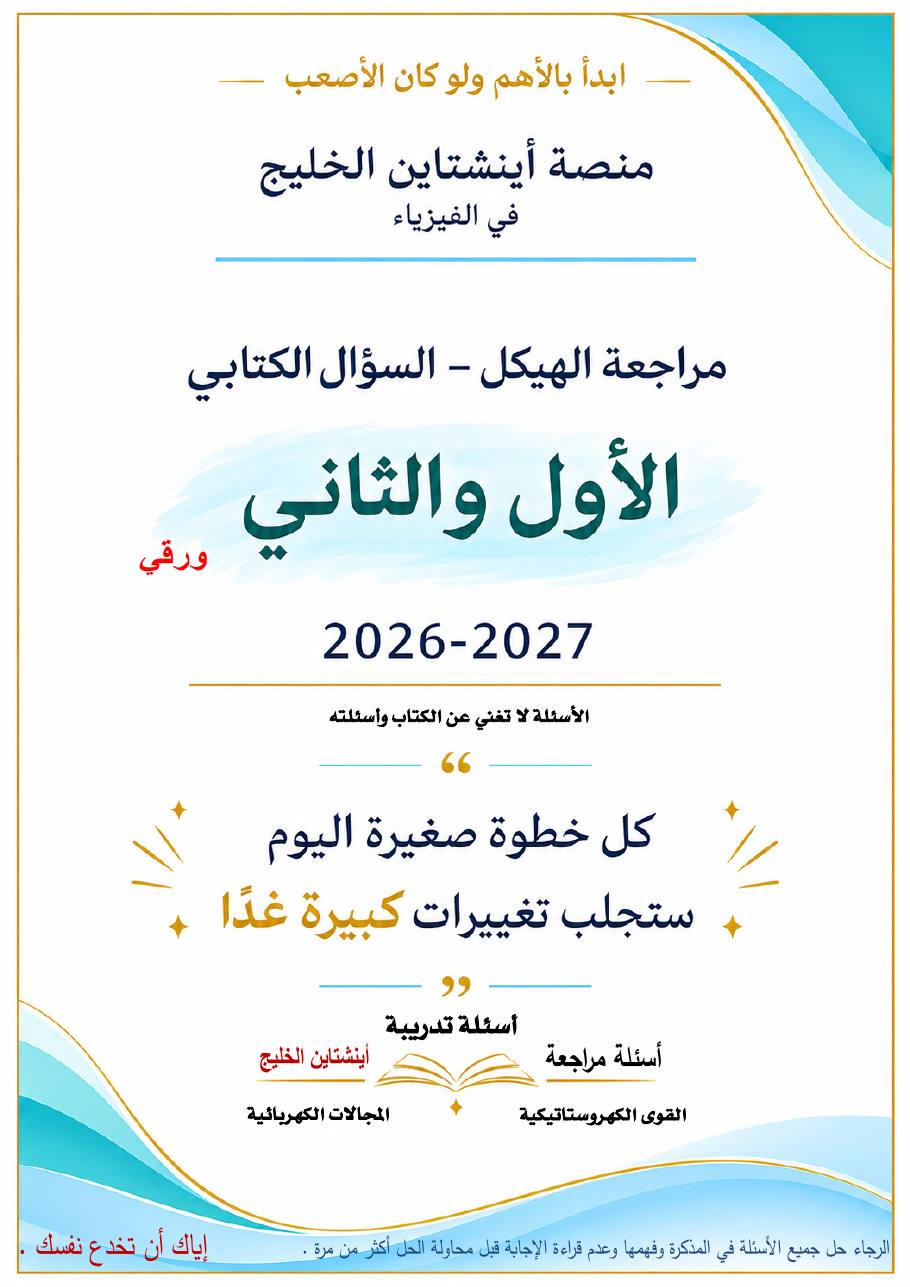 ابدأ بالأهم ولو كان الأصعب
منصة أينشتاين الخليج
في الفيزياء
مراجعة الهيكل – السؤال الكتابي
الأول والثاني
ورقي
2026-2027
الأسئلة لا تغني عن الكتاب وأسئلته
“
كل خطوة صغيرة اليوم
ستجلب تغييرات كبيرة غدًا
”
أسئلة تدريبة
أسئلة مراجعة
أينشتاين الخليج
القوى الكهروستاتيكية
المجالات الكهربائية
الرجاء حل جميع الأسئلة في المذكرة وفهمها وعدم قراءة الإجابة قبل محاولة الحل أكثر من مرة .
إياك أن تخدع نفسك .